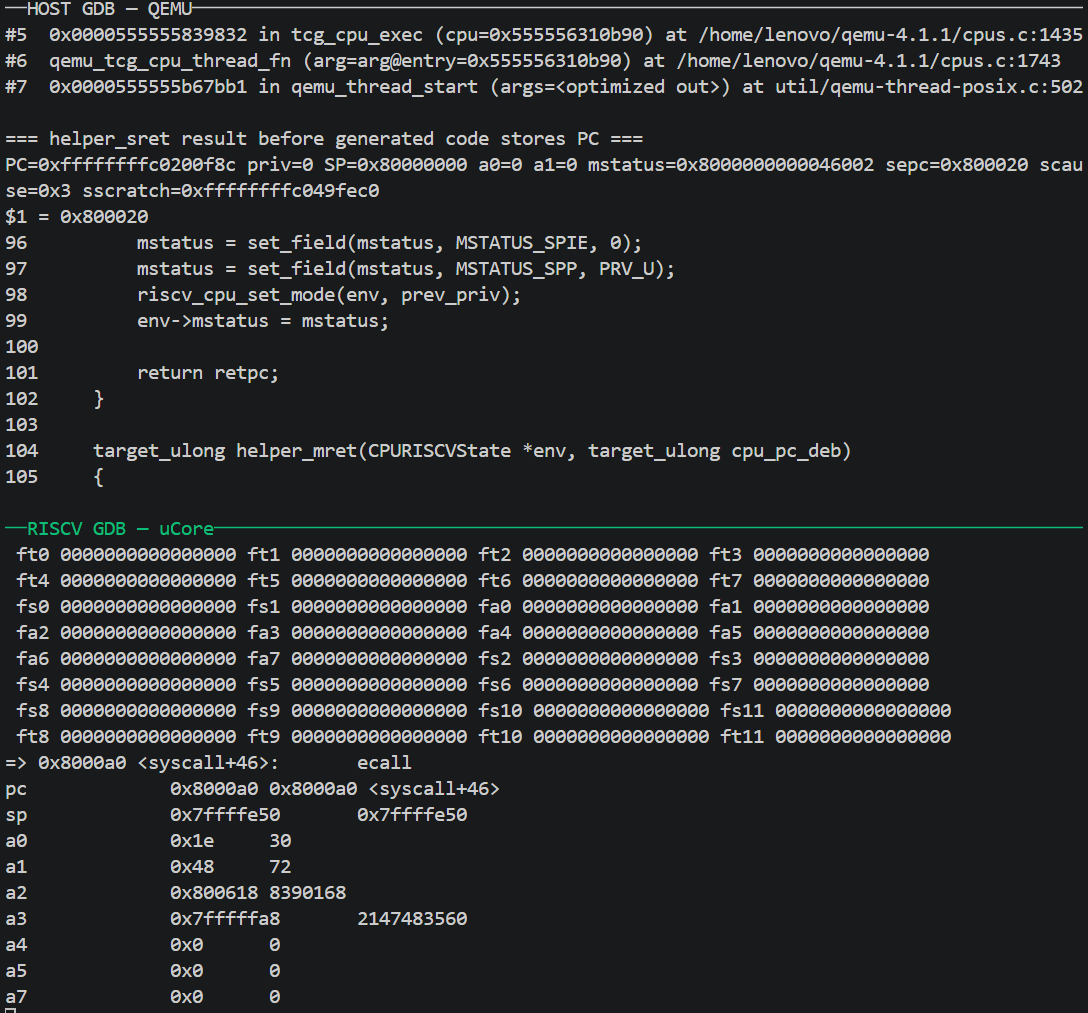 HOST GDB — QEMU
#5  0x0000555555839832 in tcg_cpu_exec (cpu=0x555556310b90) at /home/lenovo/qemu-4.1.1/cpus.c:1435
#6  qemu_tcg_cpu_thread_fn (arg=arg@entry=0x555556310b90) at /home/lenovo/qemu-4.1.1/cpus.c:1743
#7  0x0000555555b67bb1 in qemu_thread_start (args=<optimized out>) at util/qemu-thread-posix.c:502
=== helper_sret result before generated code stores PC ===
PC=0xffffffffc0200f8c priv=0 SP=0x80000000 a0=0 a1=0 mstatus=0x8000000000046002 sepc=0x800020 scau
se=0x3 sscratch=0xffffffffc049fec0
$1 = 0x800020
96          mstatus = set_field(mstatus, MSTATUS_SPIE, 0);
97          mstatus = set_field(mstatus, MSTATUS_SPP, PRV_U);
98          riscv_cpu_set_mode(env, prev_priv);
99          env->mstatus = mstatus;
100
101         return retpc;
102     }
103
104     target_ulong helper_mret(CPURISCVState *env, target_ulong cpu_pc_deb)
105     {
RISCV GDB — uCore
ft0 0000000000000000 ft1 0000000000000000 ft2 0000000000000000 ft3 0000000000000000
ft4 0000000000000000 ft5 0000000000000000 ft6 0000000000000000 ft7 0000000000000000
fs0 0000000000000000 fs1 0000000000000000 fa0 0000000000000000 fa1 0000000000000000
fa2 0000000000000000 fa3 0000000000000000 fa4 0000000000000000 fa5 0000000000000000
fa6 0000000000000000 fa7 0000000000000000 fs2 0000000000000000 fs3 0000000000000000
fs4 0000000000000000 fs5 0000000000000000 fs6 0000000000000000 fs7 0000000000000000
fs8 0000000000000000 fs9 0000000000000000 fs10 0000000000000000 fs11 0000000000000000
ft8 0000000000000000 ft9 0000000000000000 ft10 0000000000000000 ft11 0000000000000000
=> 0x8000a0 <syscall+46>:       ecall
pc             0x8000a0 0x8000a0 <syscall+46>
sp             0x7ffffe50       0x7ffffe50
a0             0x1e     30
a1             0x48     72
a2             0x800618 8390168
a3             0x7fffffa8       2147483560
a4             0x0      0
a5             0x0      0
a7             0x0      0